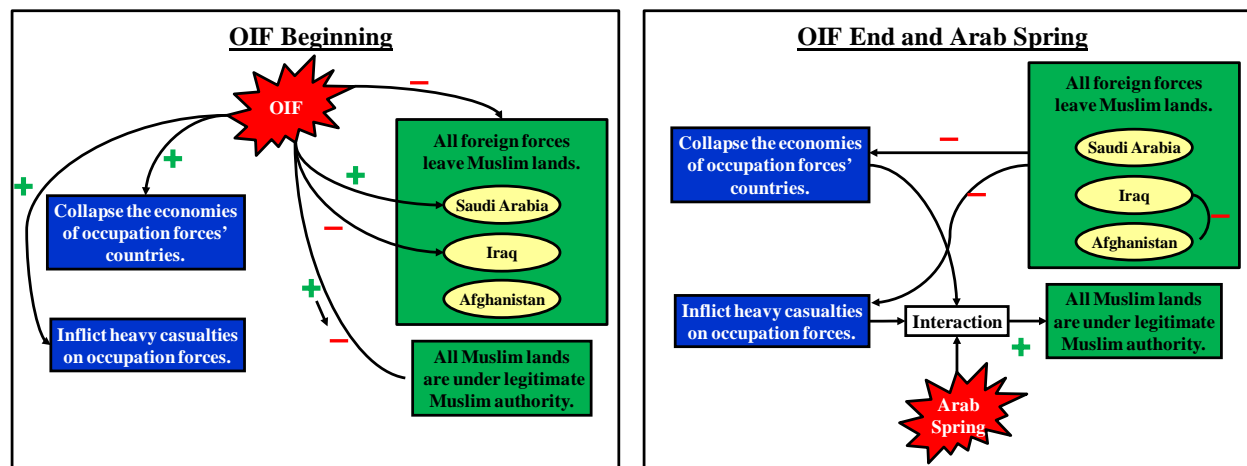 OIF Beginning
OIF
All foreign forces
leave Muslim lands.
Saudi Arabia
Iraq
Afghanistan
Collapse the economies
of occupation forces’
countries.
Inflict heavy casualties
on occupation forces.
All Muslim lands
are under legitimate
Muslim authority.
OIF End and Arab Spring
All foreign forces
leave Muslim lands.
Saudi Arabia
Iraq
Afghanistan
Collapse the economies
of occupation forces’
countries.
Inflict heavy casualties
on occupation forces.
Interaction
All Muslim lands
are under legitimate
Muslim authority.
Arab
Spring